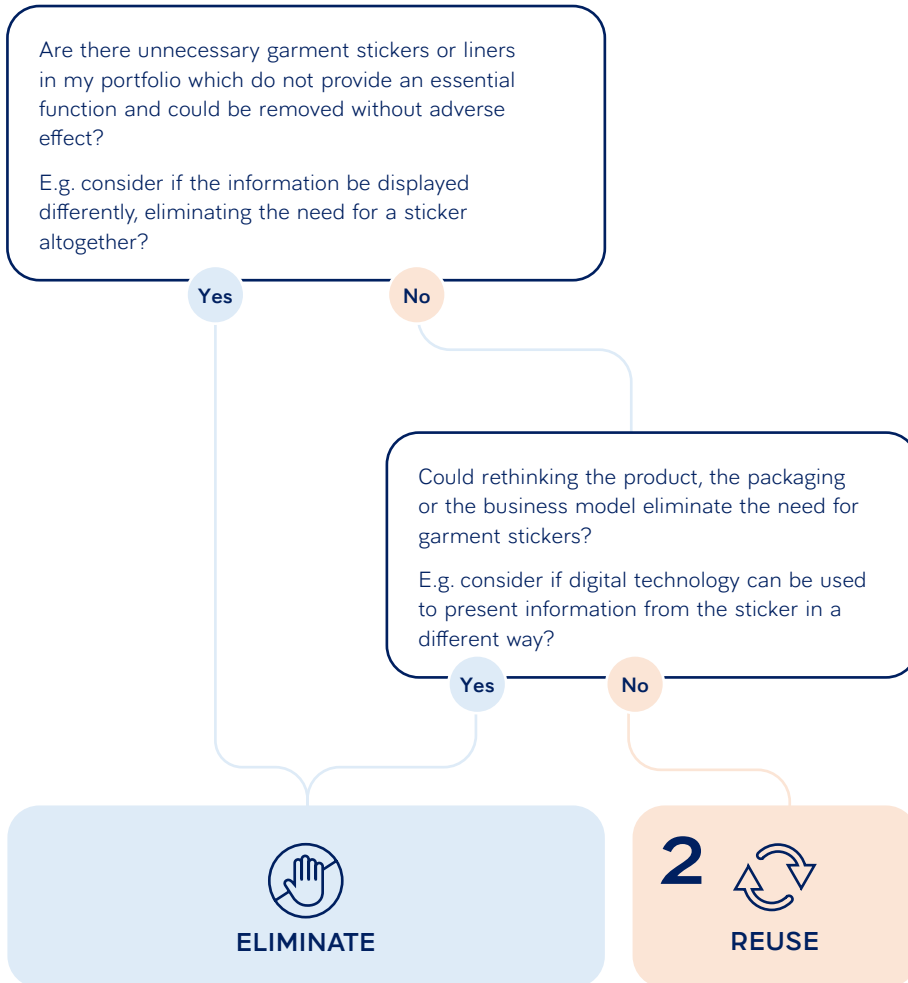 Are there unnecessary garment stickers or liners
in my portfolio which do not provide an essential
function and could be removed without adverse
effect?
E.g. consider if the information be displayed
differently, eliminating the need for a sticker
altogether?
Yes
No
Could rethinking the product, the packaging
or the business model eliminate the need for
garment stickers?
E.g. consider if digital technology can be used
to present information from the sticker in a
different way?
Yes
No
ELIMINATE
2
REUSE